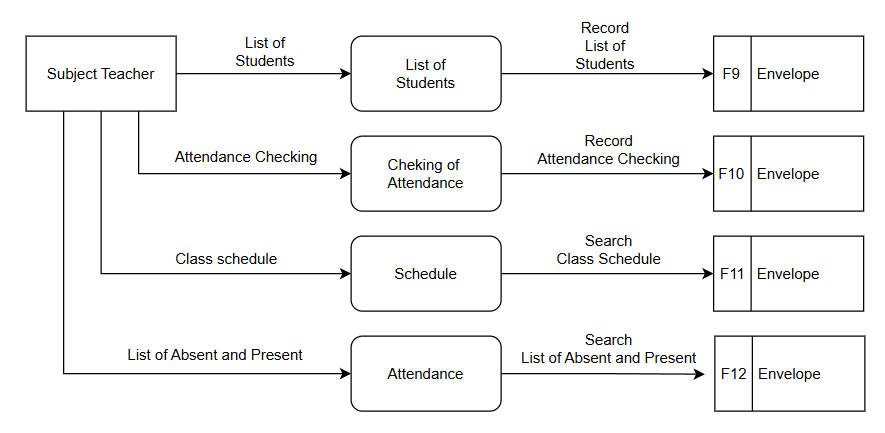 Subject Teacher
List of
Students
List of
Students
Record
List of
Students
F9
Envelope
Attendance Checking
Cheking of
Attendance
Record
Attendance Checking
F10
Envelope
Class schedule
Schedule
Search
Class Schedule
F11
Envelope
List of Absent and Present
Attendance
Search
List of Absent and Present
F12
Envelope